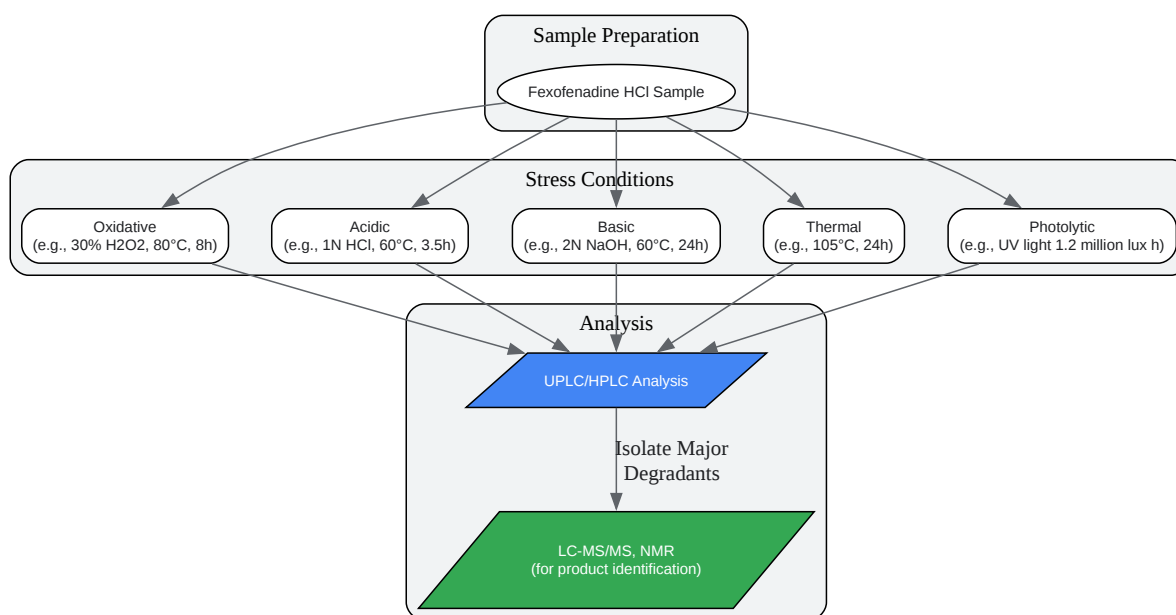 Sample Preparation
Fexofenadine HCl Sample
Stress Conditions
Oxidative
(e.g., 30% H2O2, 80°C, 8h)
Acidic
(e.g., 1N HCl, 60°C, 3.5h)
Basic
(e.g., 2N NaOH, 60°C, 24h)
Thermal
(e.g., 105°C, 24h)
Photolytic
(e.g., UV light 1.2 million lux h)
Analysis
UPLC/HPLC Analysis
Isolate Major
Degradants
LC-MS/MS, NMR
(for product identification)